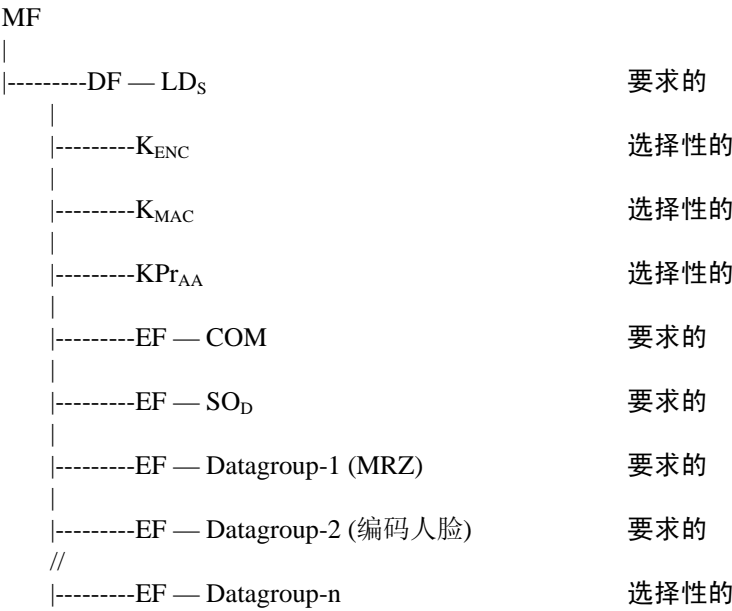 MF
|
|---------DF — LDS 要求的
|
|---------KENC 选择性的
|
|---------KMAC 选择性的
|
|---------KPrAA 选择性的
|
|---------EF — COM 要求的
|
|---------EF — SOD 要求的
|
|---------EF — Datagroup-1 (MRZ) 要求的
|
|---------EF — Datagroup-2 (编码人脸) 要求的
//
|---------EF — Datagroup-n 选择性的